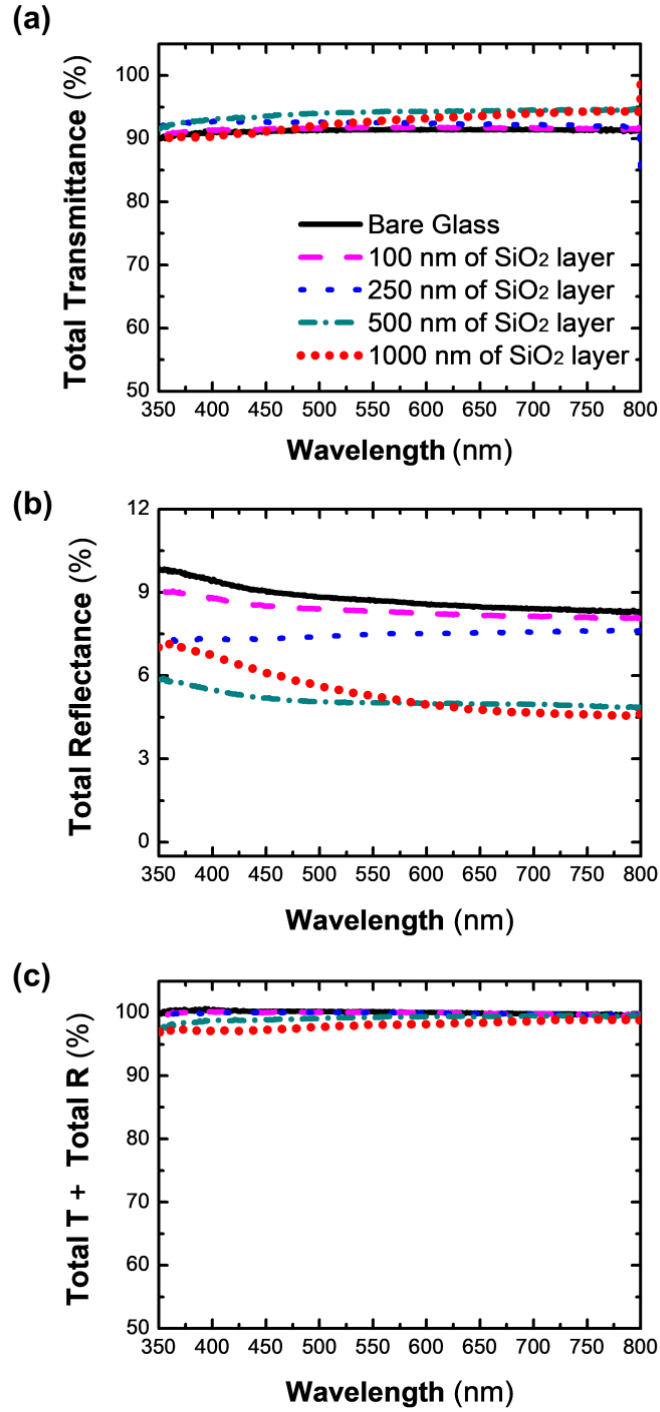 (a)
Total Transmittance (%)
100
90
80
70
60
50
Bare Glass
100 nm of SiO₂ layer
250 nm of SiO₂ layer
500 nm of SiO₂ layer
1000 nm of SiO₂ layer
350 400 450 500 550 600 650 700 750 800
Wavelength (nm)
(b)
Total Reflectance (%)
12
9
6
3
0
350 400 450 500 550 600 650 700 750 800
Wavelength (nm)
(c)
Total T + Total R (%)
100
90
80
70
60
50
350 400 450 500 550 600 650 700 750 800
Wavelength (nm)